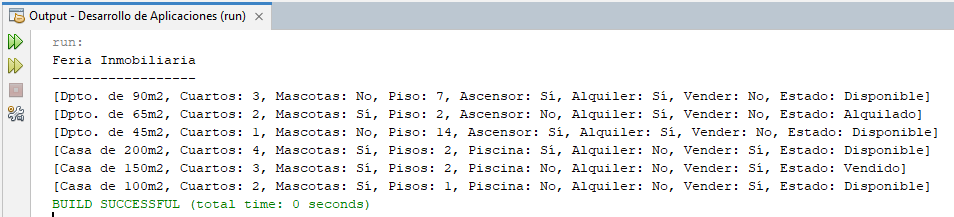 Output - Desarrollo de Aplicaciones (run)
run:
Feria Inmobiliaria
------------------
[Dpto. de 90m2, Cuartos: 3, Mascotas: No, Piso: 7, Ascensor: Sí, Alquiler: Sí, Vender: No, Estado: Disponible]
[Dpto. de 65m2, Cuartos: 2, Mascotas: Sí, Piso: 2, Ascensor: No, Alquiler: Sí, Vender: No, Estado: Alquilado]
[Dpto. de 45m2, Cuartos: 1, Mascotas: No, Piso: 14, Ascensor: Sí, Alquiler: Sí, Vender: No, Estado: Disponible]
[Casa de 200m2, Cuartos: 4, Mascotas: Sí, Pisos: 2, Piscina: Sí, Alquiler: No, Vender: Sí, Estado: Disponible]
[Casa de 150m2, Cuartos: 3, Mascotas: Sí, Pisos: 2, Piscina: No, Alquiler: No, Vender: Sí, Estado: Vendido]
[Casa de 100m2, Cuartos: 2, Mascotas: Sí, Pisos: 1, Piscina: No, Alquiler: No, Vender: Sí, Estado: Disponible]
BUILD SUCCESSFUL (total time: 0 seconds)